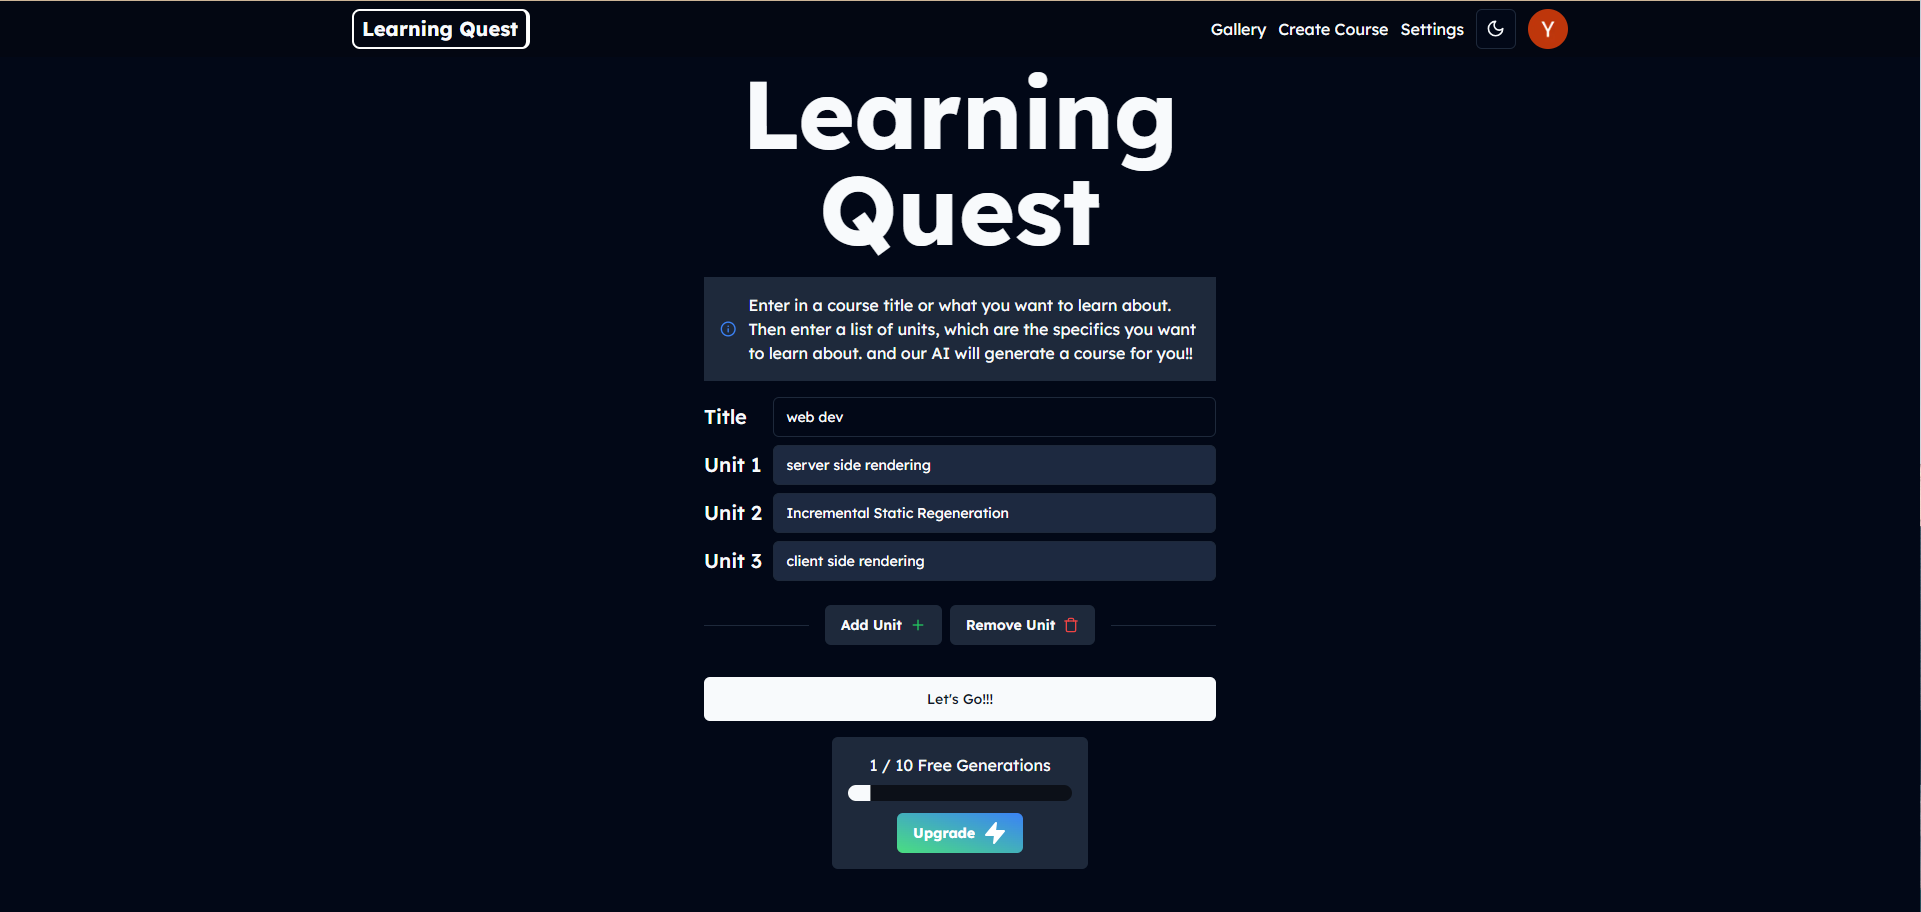 Learning Quest
Gallery Create Course Settings
Y
Learning
Quest
Enter in a course title or what you want to learn about.
Then enter a list of units, which are the specifics you want
to learn about. and our AI will generate a course for you!!
Title web dev
Unit 1 server side rendering
Unit 2 Incremental Static Regeneration
Unit 3 client side rendering
Add Unit Remove Unit
Let's Go!!!
1 / 10 Free Generations
Upgrade